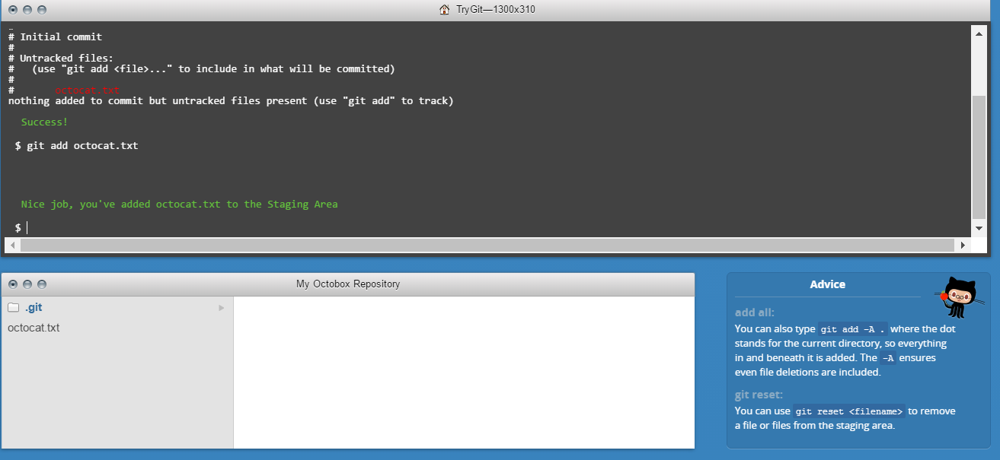 TryGit—1300x310
# Initial commit
#
# Untracked files:
#   (use "git add <file>..." to include in what will be committed)
#
#       octocat.txt
nothing added to commit but untracked files present (use "git add" to track)
Success!
$ git add octocat.txt
Nice job, you've added octocat.txt to the Staging Area
$
My Octobox Repository
.git
octocat.txt
Advice
add all:
You can also type git add -A . where the dot
stands for the current directory, so everything
in and beneath it is added. The -A ensures
even file deletions are included.
git reset:
You can use git reset <filename> to remove
a file or files from the staging area.